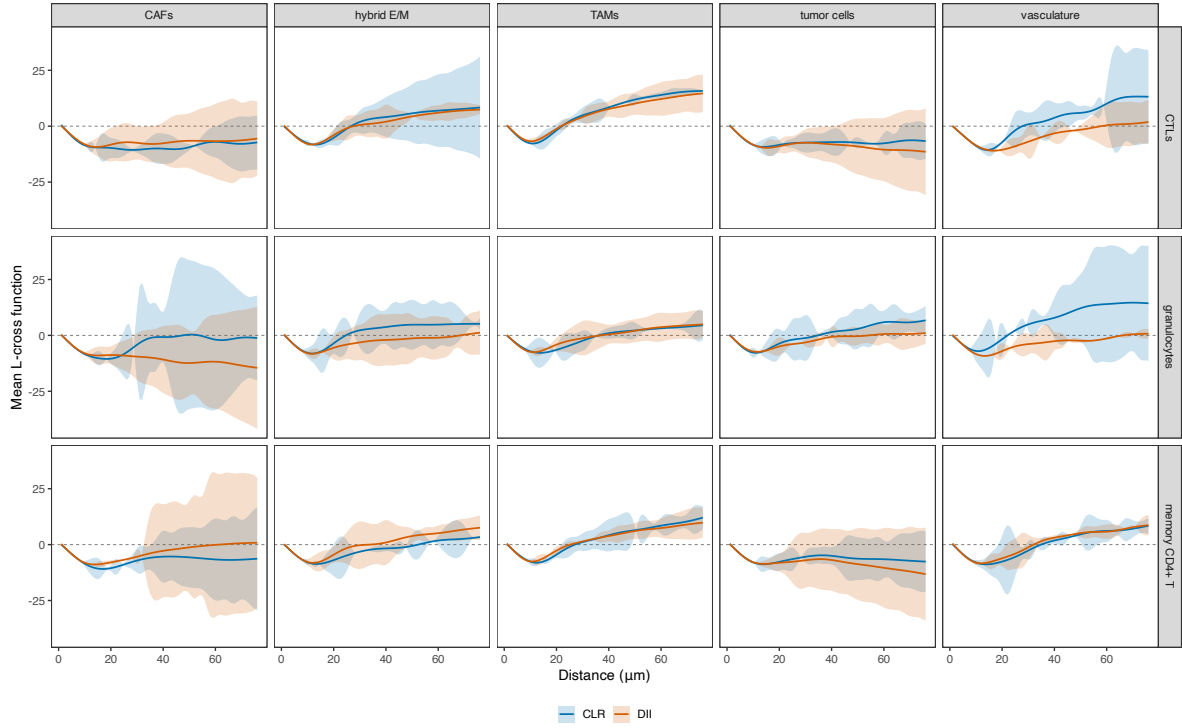 CAFs hybrid E/M TAMs tumor cells vasculature
25
0
-25
CTLs
25
0
-25
granulocytes
25
0
-25
memory CD4+ T
Mean L-cross function
0 20 40 60 0 20 40 60 0 20 40 60 0 20 40 60 0 20 40 60
Distance (µm)
CLR DII